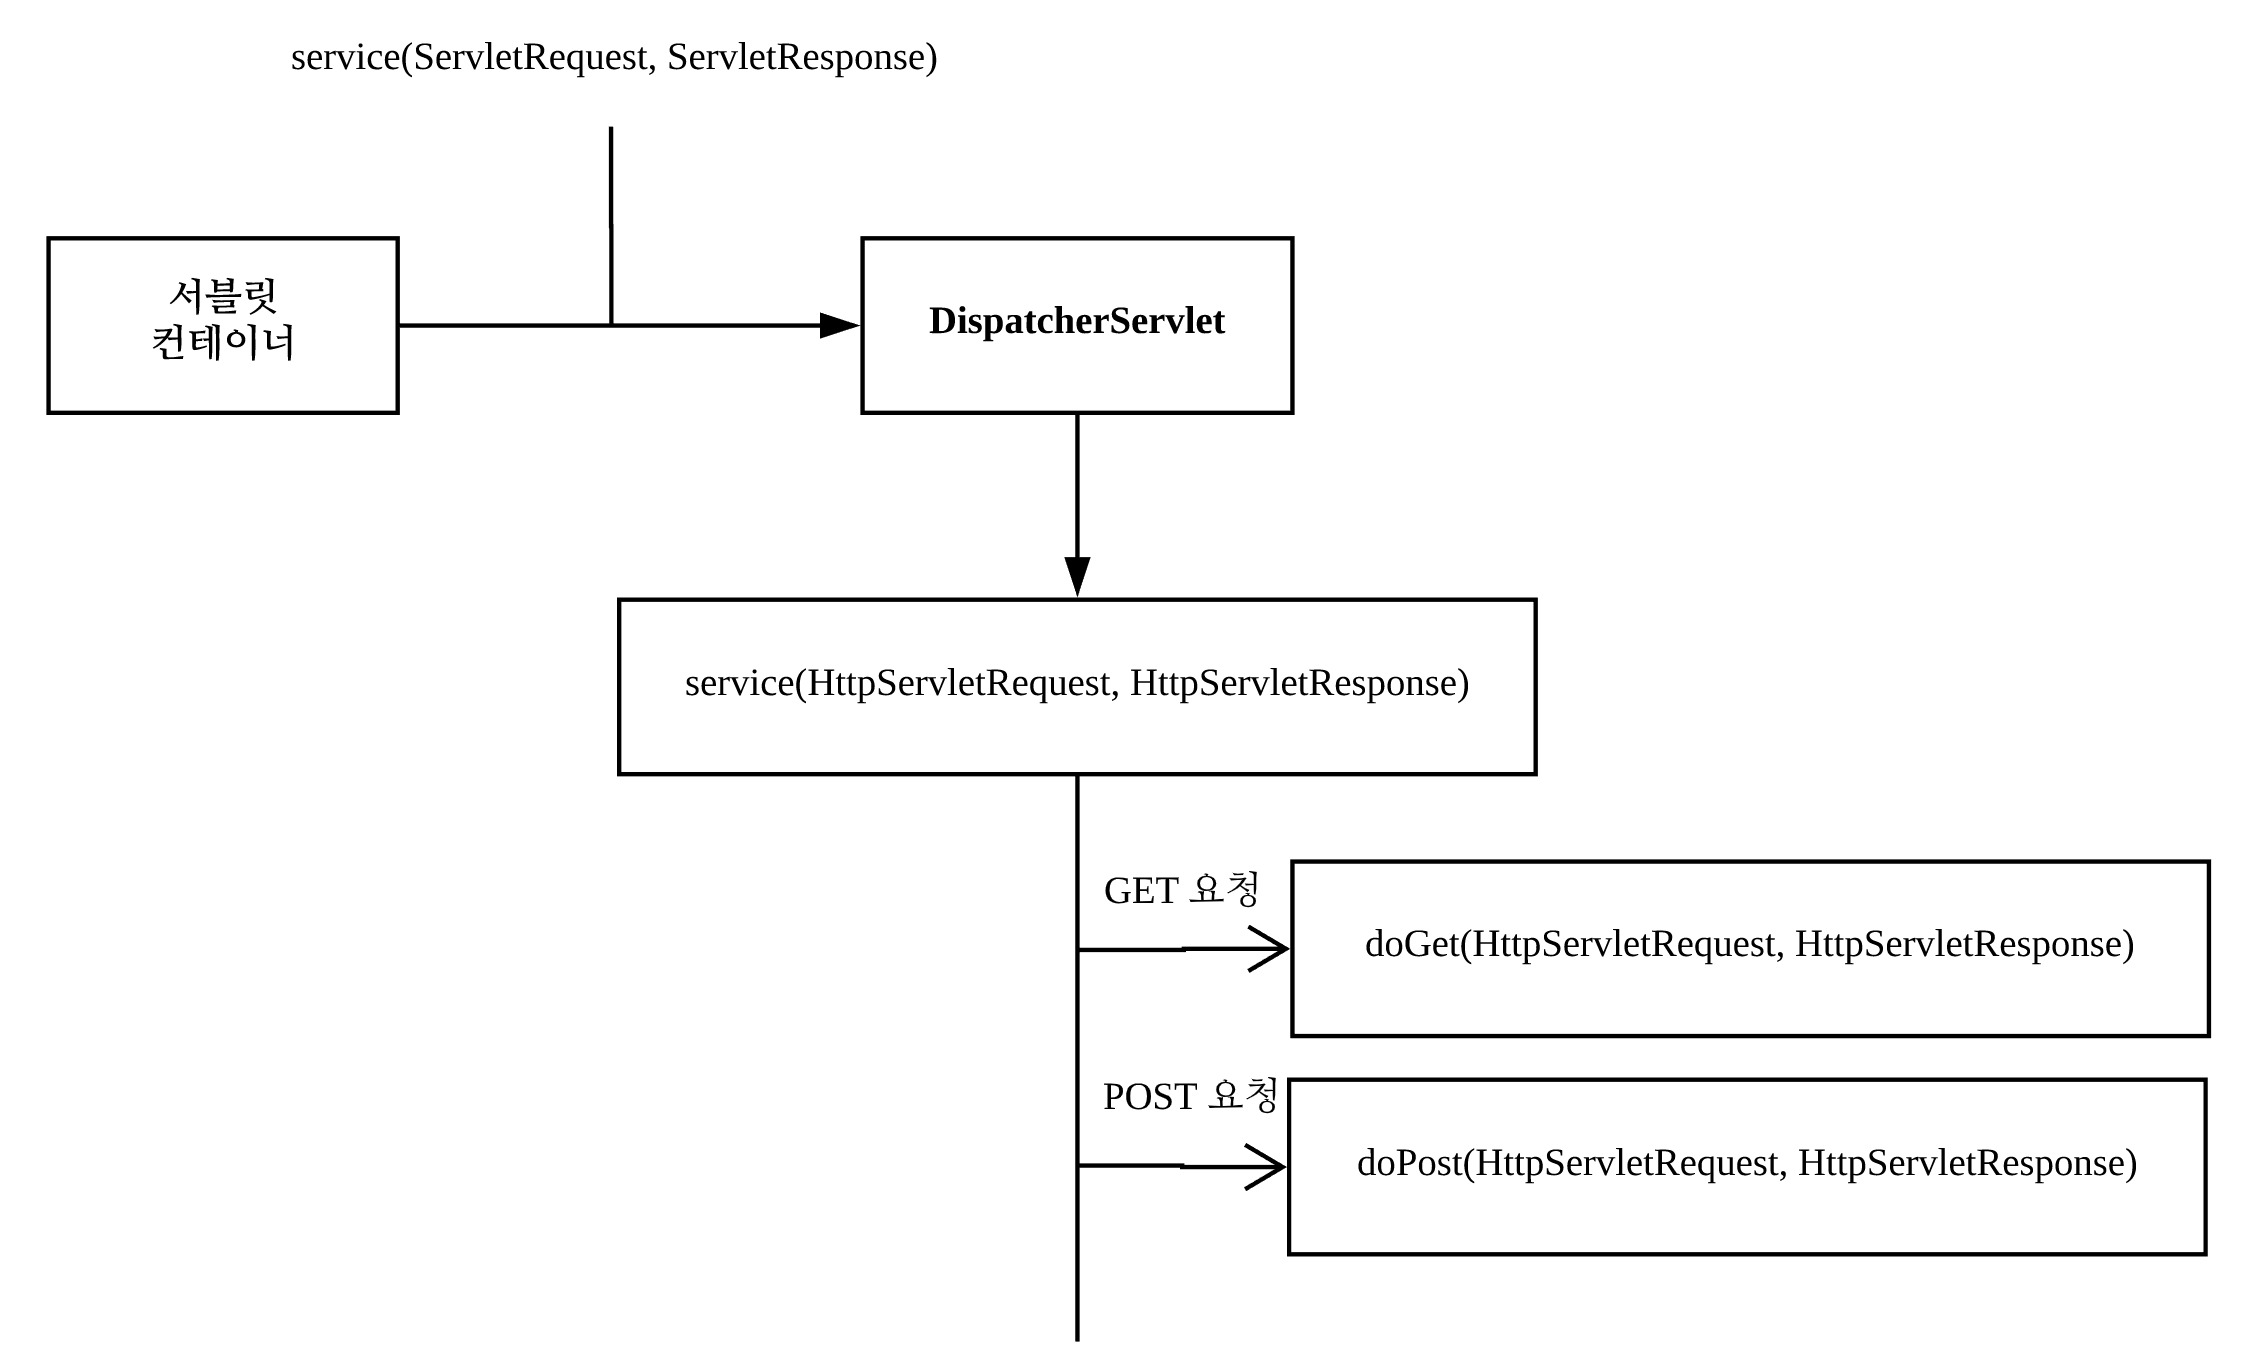 service(ServletRequest, ServletResponse)
서블릿
컨테이너
DispatcherServlet
service(HttpServletRequest, HttpServletResponse)
GET 요청
doGet(HttpServletRequest, HttpServletResponse)
POST 요청
doPost(HttpServletRequest, HttpServletResponse)